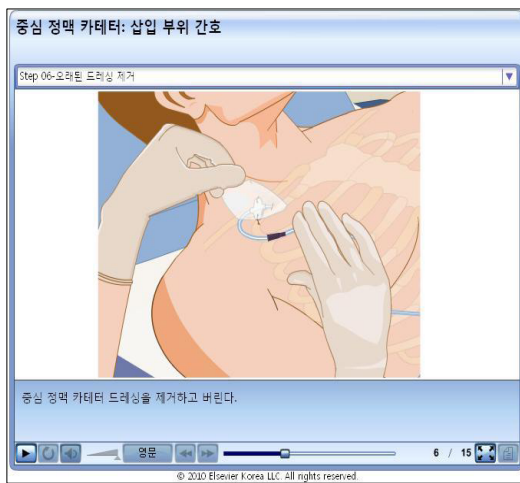 중심 정맥 카테터: 삽입 부위 간호
Step 06-오래된 드레싱 제거
중심 정맥 카테터 드레싱을 제거하고 버린다.
영문
6 / 15
© 2010 Elsevier Korea LLC. All rights reserved.